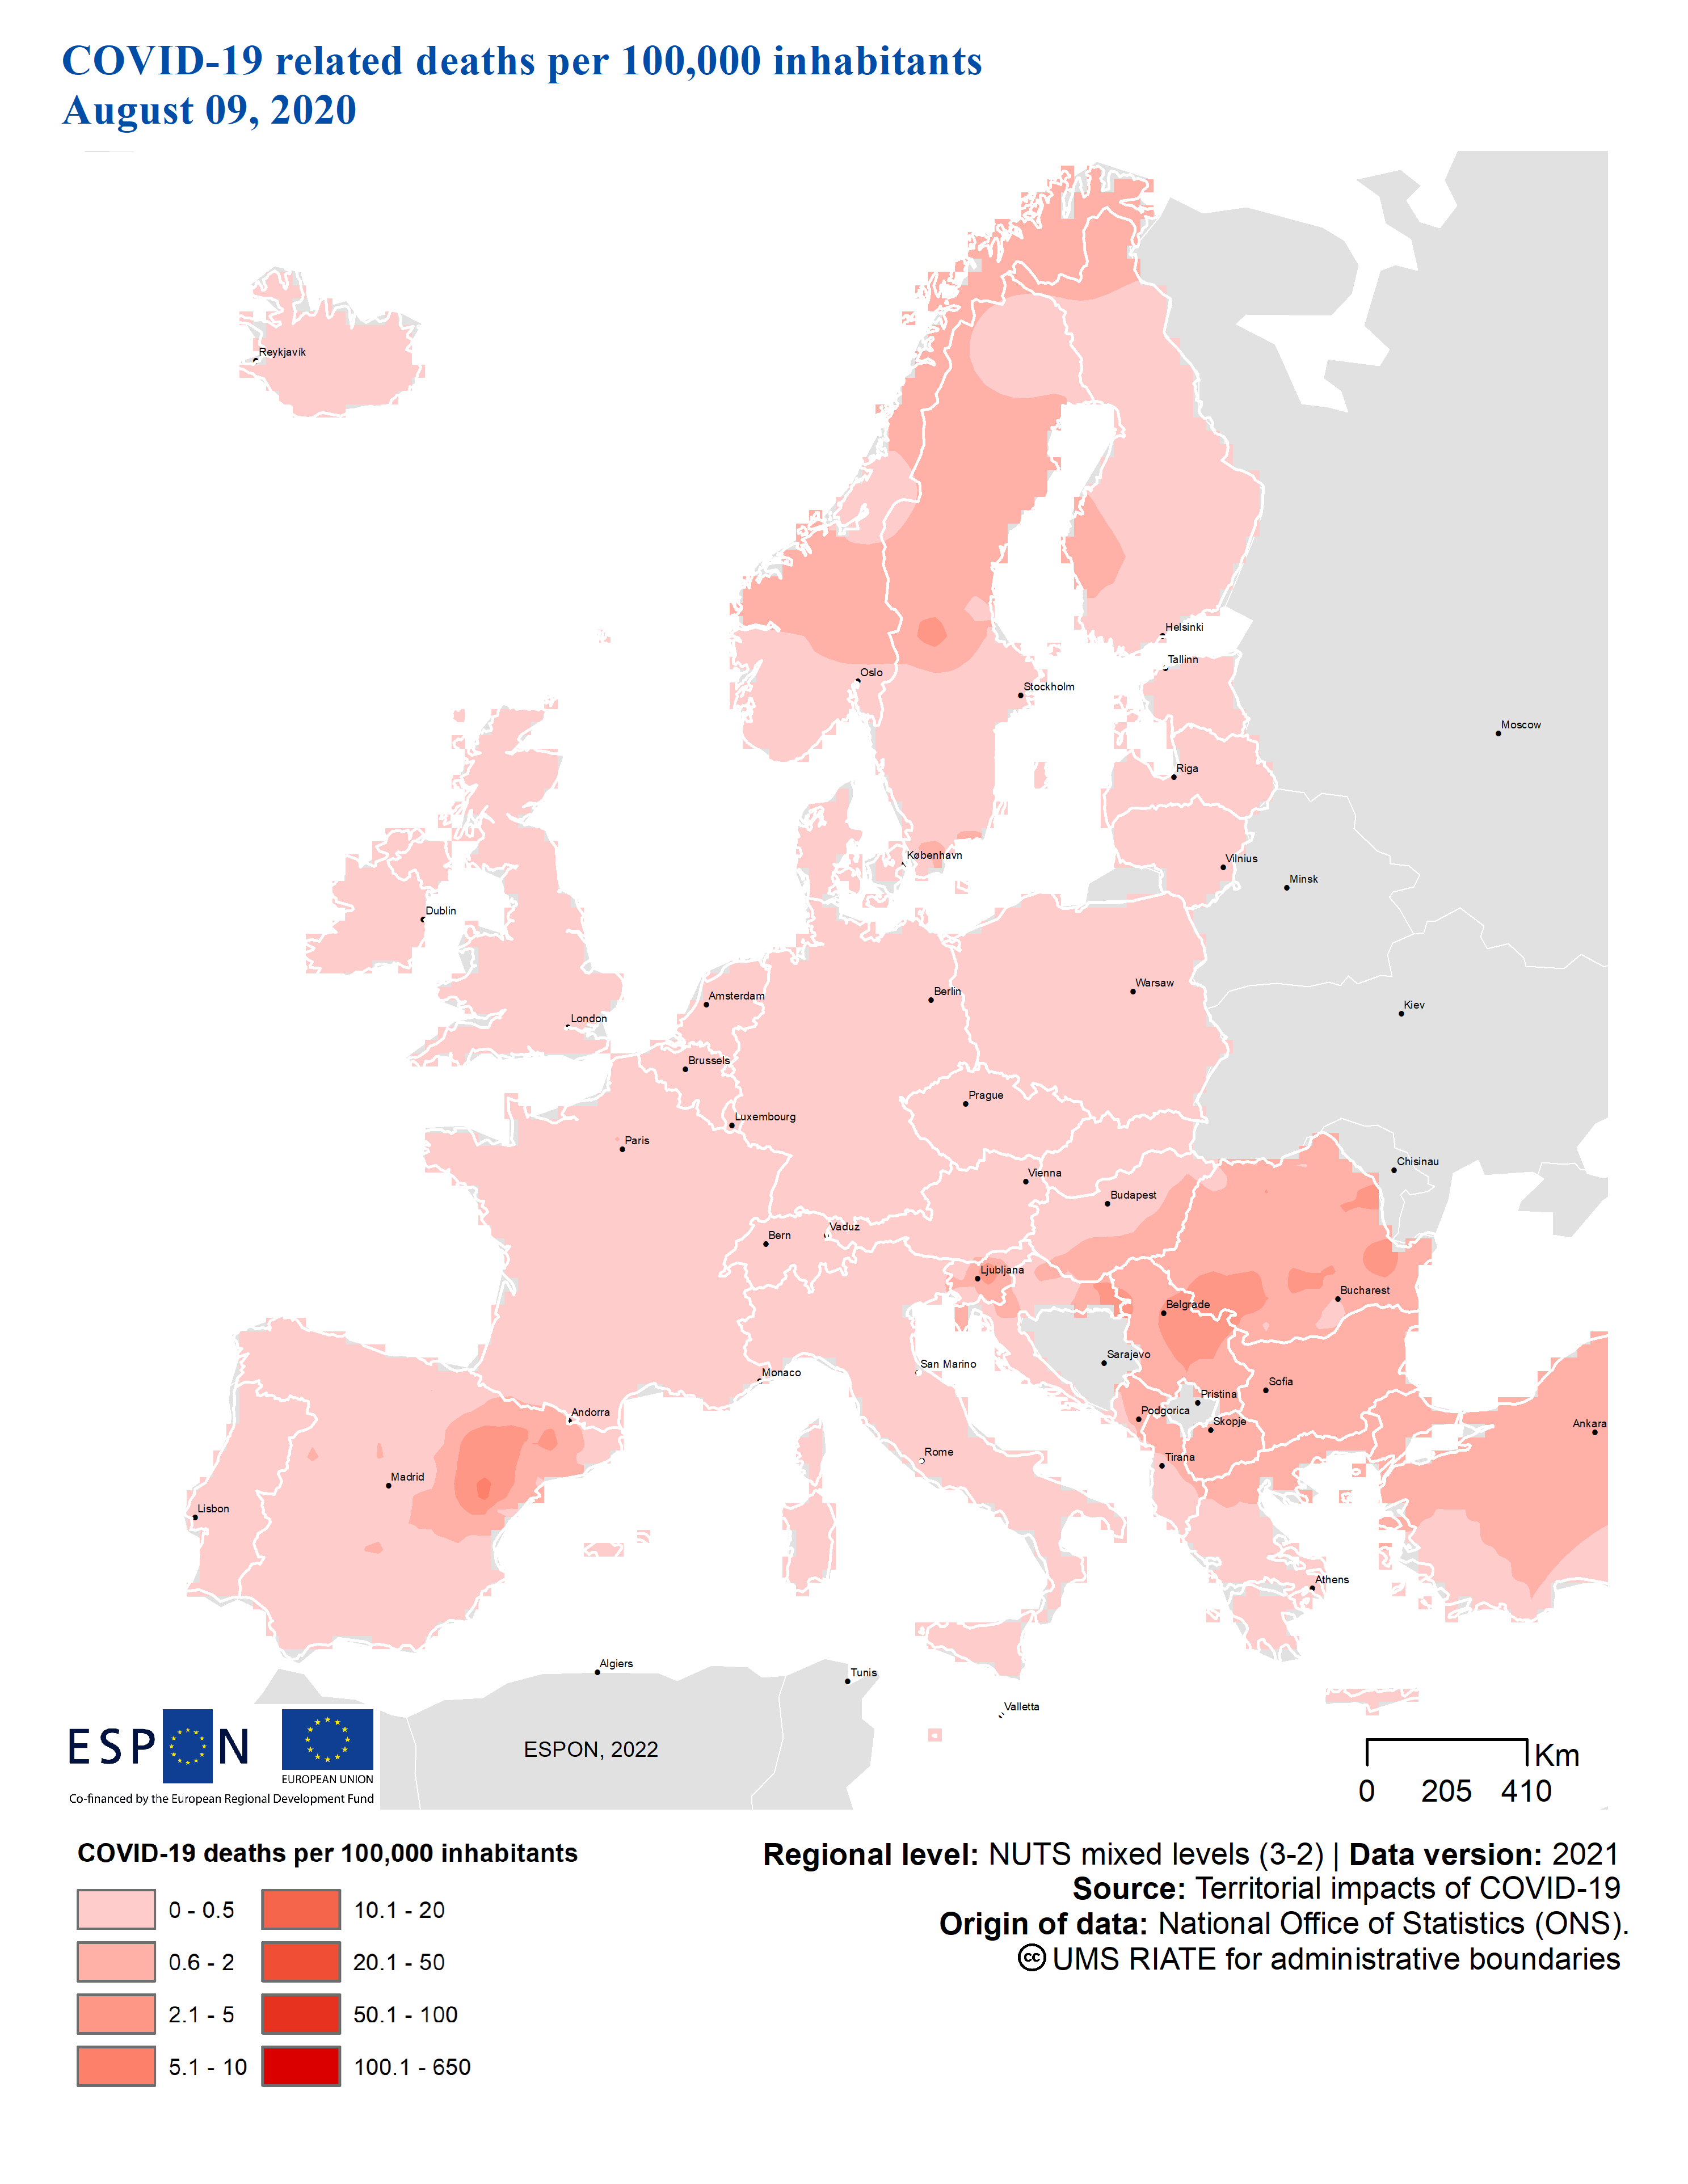 COVID-19 related deaths per 100,000 inhabitants
August 09, 2020
Reykjavík
Helsinki
Tallinn
Oslo
Stockholm
Moscow
Riga
København
Vilnius
Minsk
Dublin
Amsterdam
Berlin
Warsaw
London
Kiev
Brussels
Prague
Luxembourg
Paris
Chisinau
Vienna
Budapest
Bern
Vaduz
Ljubljana
Bucharest
Belgrade
Sarajevo
San Marino
Monaco
Sofia
Pristina
Andorra
Podgorica
Skopje
Ankara
Rome
Tirana
Madrid
Lisbon
Athens
Algiers
Tunis
Valletta
ESPON
EUROPEAN UNION
Co-financed by the European Regional Development Fund
ESPON, 2022
Km
0 205 410
COVID-19 deaths per 100,000 inhabitants
0 - 0.5
0.6 - 2
2.1 - 5
5.1 - 10
10.1 - 20
20.1 - 50
50.1 - 100
100.1 - 650
Regional level: NUTS mixed levels (3-2) | Data version: 2021
Source: Territorial impacts of COVID-19
Origin of data: National Office of Statistics (ONS).
cc UMS RIATE for administrative boundaries